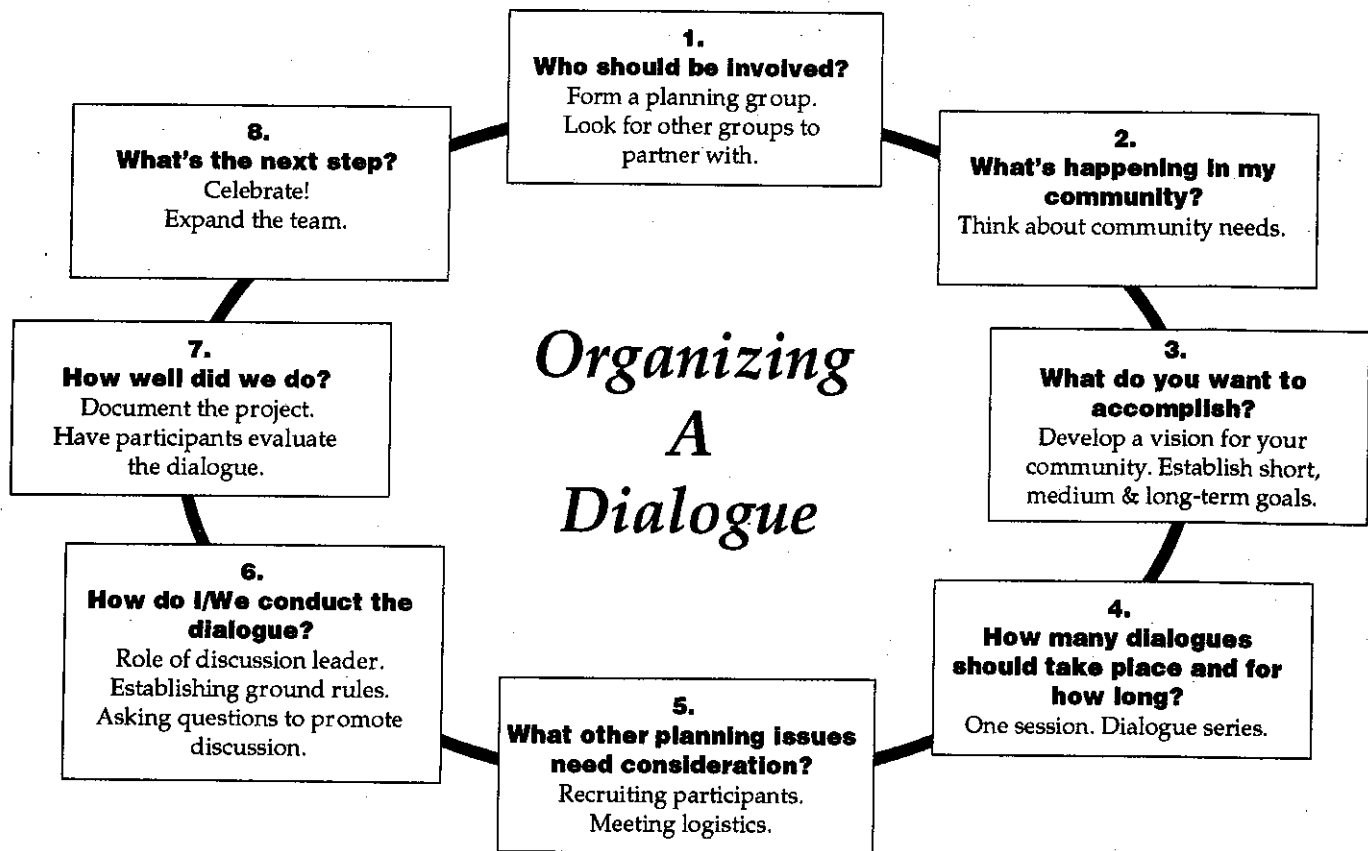 1.
Who should be involved?
Form a planning group.
Look for other groups to
partner with.
2.
What's happening in my
community?
Think about community needs.
3.
What do you want to
accomplish?
Develop a vision for your
community. Establish short,
medium & long-term goals.
4.
How many dialogues
should take place and for
how long?
One session. Dialogue series.
5.
What other planning issues
need consideration?
Recruiting participants.
Meeting logistics.
6.
How do I/We conduct the
dialogue?
Role of discussion leader.
Establishing ground rules.
Asking questions to promote
discussion.
7.
How well did we do?
Document the project.
Have participants evaluate
the dialogue.
8.
What's the next step?
Celebrate!
Expand the team.
Organizing
A
Dialogue